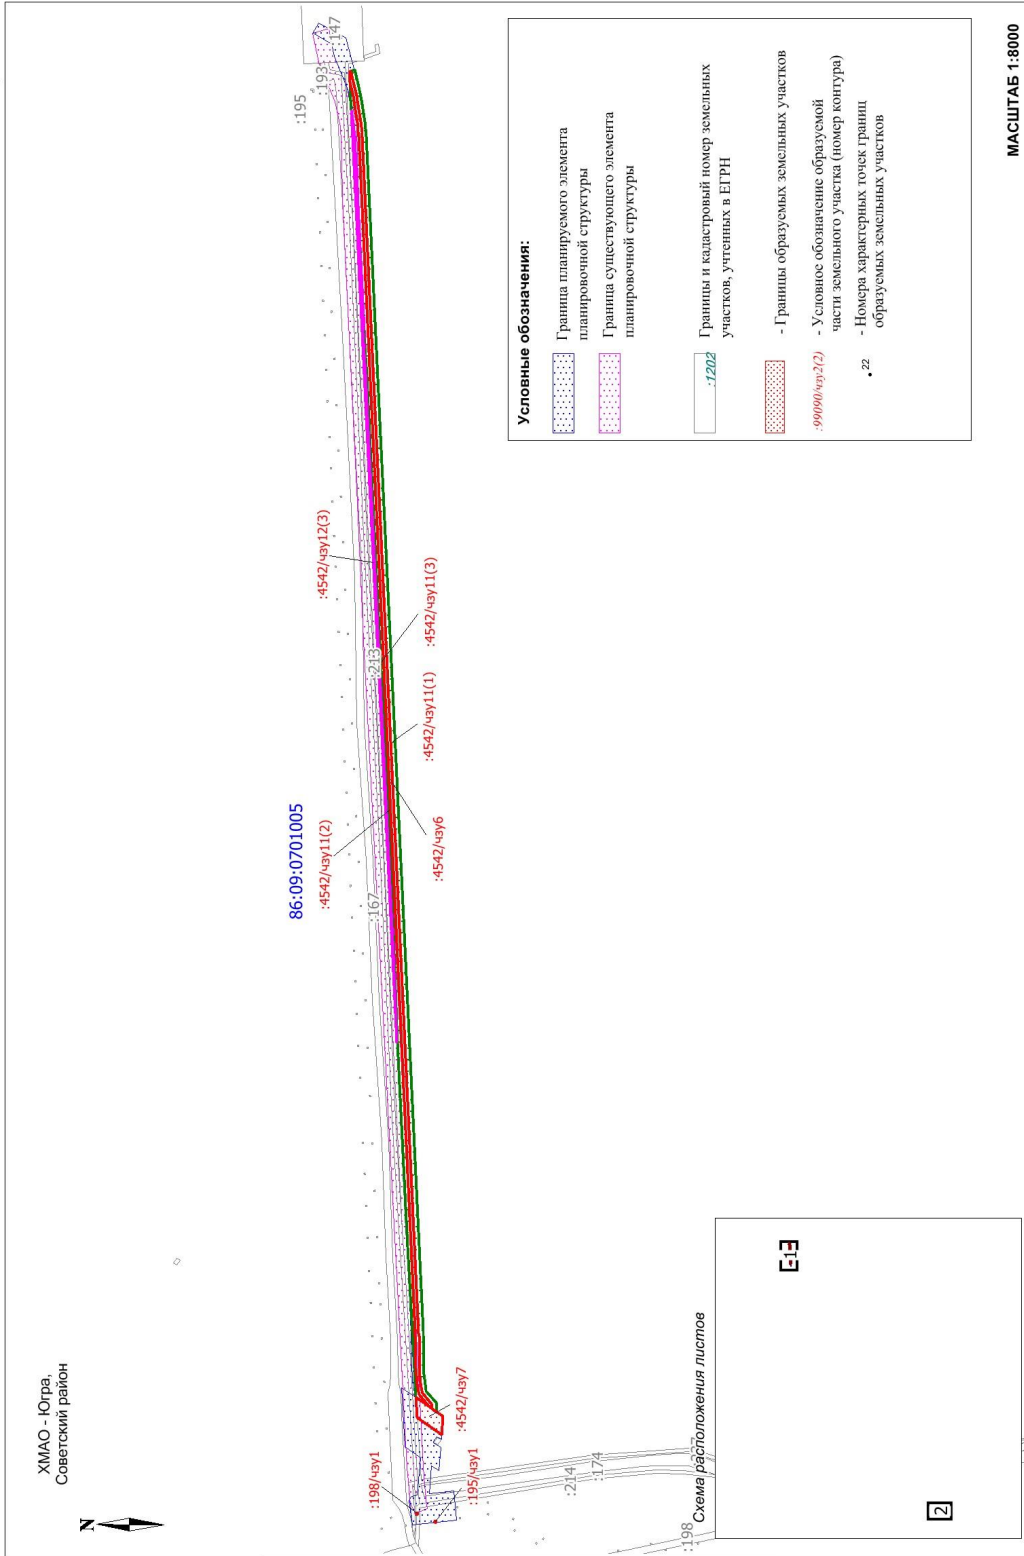 ХМАО - Югра,
Советский район
N
86:09:0701005
:4542/чзу11(2)
:4542/чзу12(3)
:195
:193
:147
:167
:213
:4542/чзу6
:4542/чзу11(1)
:4542/чзу11(3)
:198/чзу1
:195/чзу1
:4542/чзу7
:214
:174
:198
Схема расположения листов
1
2
Условные обозначения:
Граница планируемого элемента
планировочной структуры
Граница существующего элемента
планировочной структуры
:1202
Границы и кадастровый номер земельных
участков, учтенных в ЕГРН
- Границы образуемых земельных участков
:99090/чзу2(2)
- Условное обозначение образуемой
части земельного участка (номер контура)
22
- Номера характерных точек границ
образуемых земельных участков
МАСШТАБ 1:8000